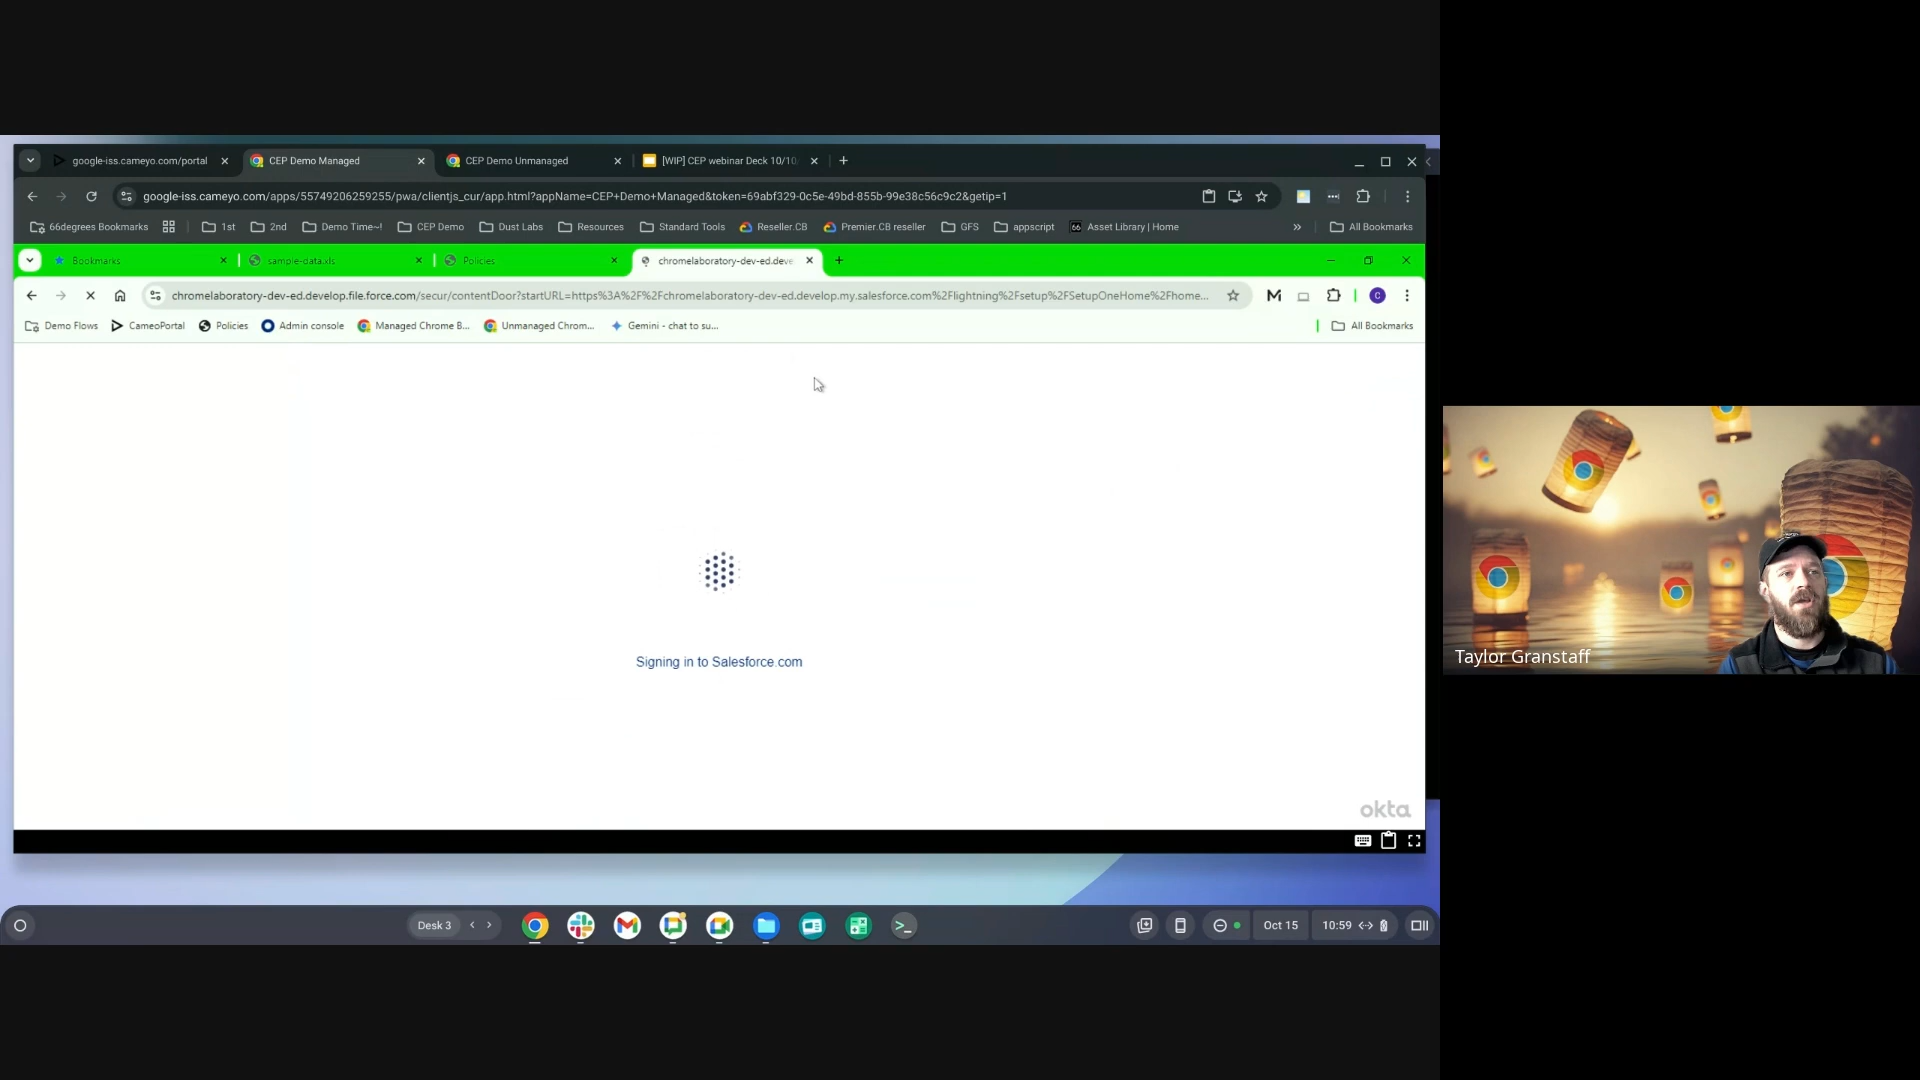 google-iss.cameyo.com/portal
CEP Demo Managed
CEP Demo Unmanaged
[WIP] CEP webinar Deck 10/10
google-iss.cameyo.com/apps/55749206259255/pwa/clientjs_cur/app.html?appName=CEP+Demo+Managed&token=69abf329-0c5e-49bd-855b-99e38c56c9c2&getip=1
66degrees Bookmarks
1st
2nd
Demo Time~!
CEP Demo
Dust Labs
Resources
Standard Tools
Reseller.CB
Premier.CB reseller
GFS
appscript
66
Asset Library | Home
»
All Bookmarks
Bookmarks
sample-data.xls
Policies
chromelaboratory-dev-ed.deve
chromelaboratory-dev-ed.develop.file.force.com/secur/contentDoor?startURL=https%3A%2F%2Fchromelaboratory-dev-ed.develop.my.salesforce.com%2Flightning%2Fsetup%2FSetupOneHome%2Fhome...
M
C
Demo Flows
CameoPortal
Policies
Admin console
Managed Chrome B...
Unmanaged Chrom...
Gemini - chat to su...
All Bookmarks
Signing in to Salesforce.com
okta
Desk 3
Oct 15
10:59
Taylor Granstaff